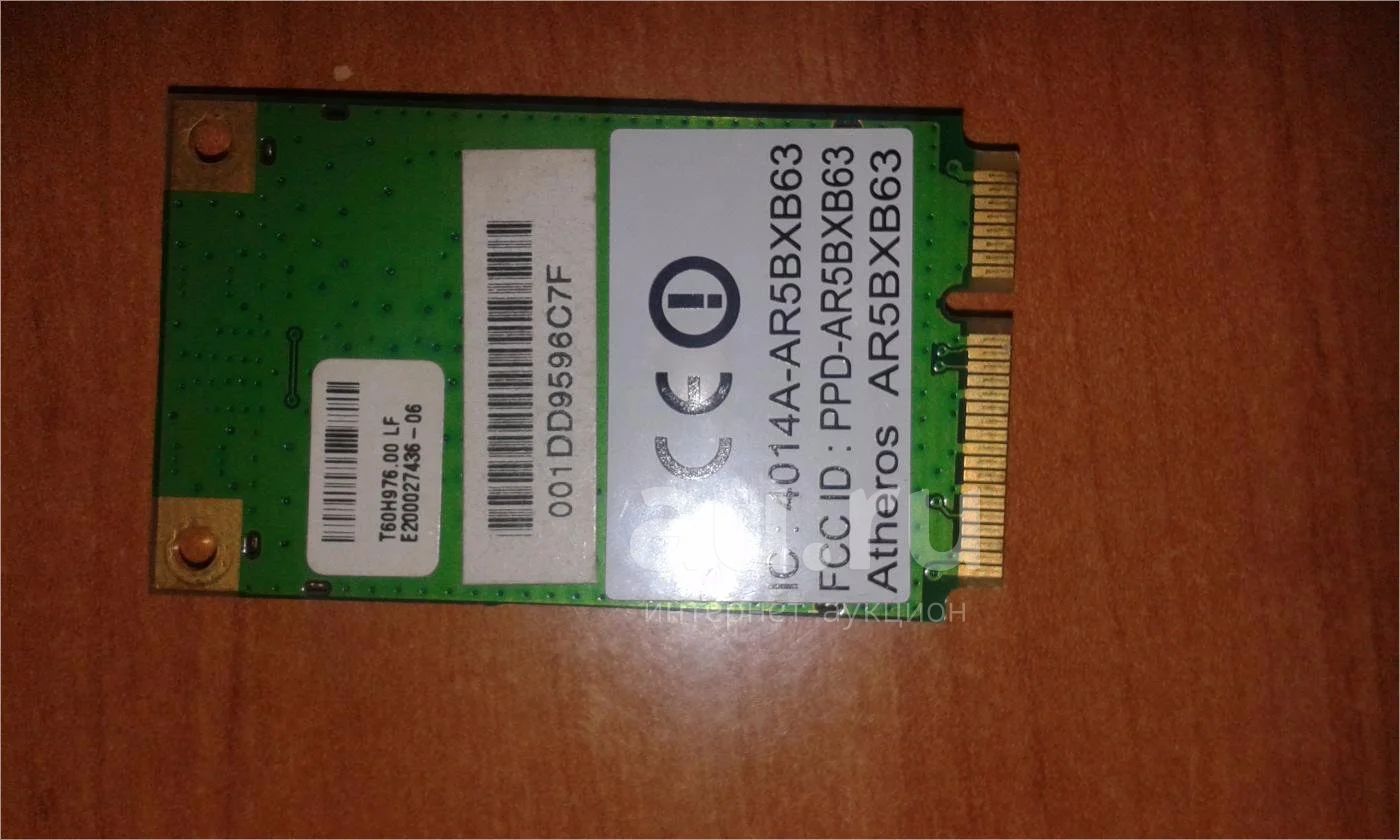 T60H976.00 LF
E200027436-06
001DD9596C7F
IC : 4014A-AR5BXB63
FCC ID : PPD-AR5BXB63
Atheros AR5BXB63
au.ru
интернет аукцион